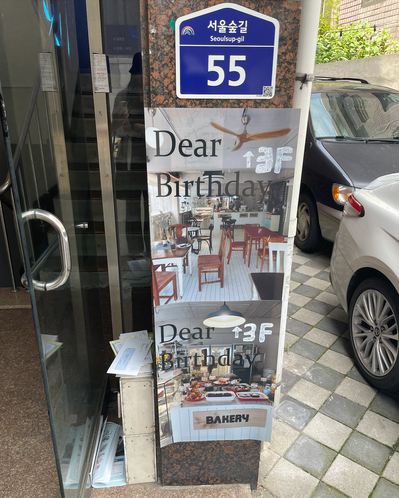 서울숲길
Seoulsup-gil
55
Dear
↑3F
Birthday
Dear
↑3F
Birthday
BAKERY